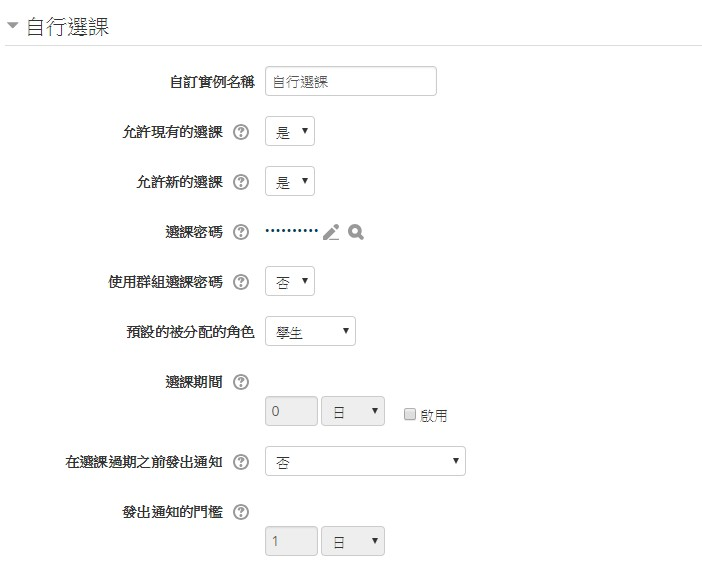 自行選課
自訂實例名稱 自行選課
允許現有的選課 是
允許新的選課 是
選課密碼 ••••••••••
使用群組選課密碼 否
預設的被分配的角色 學生
選課期間
0 日 啟用
在選課過期之前發出通知 否
發出通知的門檻
1 日